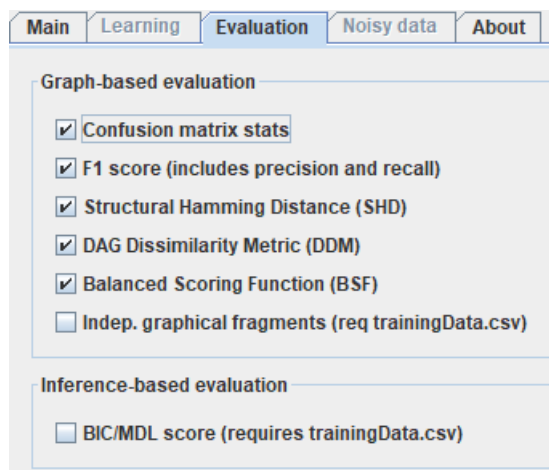 Main Learning Evaluation Noisy data About
Graph-based evaluation
Confusion matrix stats
F1 score (includes precision and recall)
Structural Hamming Distance (SHD)
DAG Dissimilarity Metric (DDM)
Balanced Scoring Function (BSF)
Indep. graphical fragments (req trainingData.csv)
Inference-based evaluation
BIC/MDL score (requires trainingData.csv)